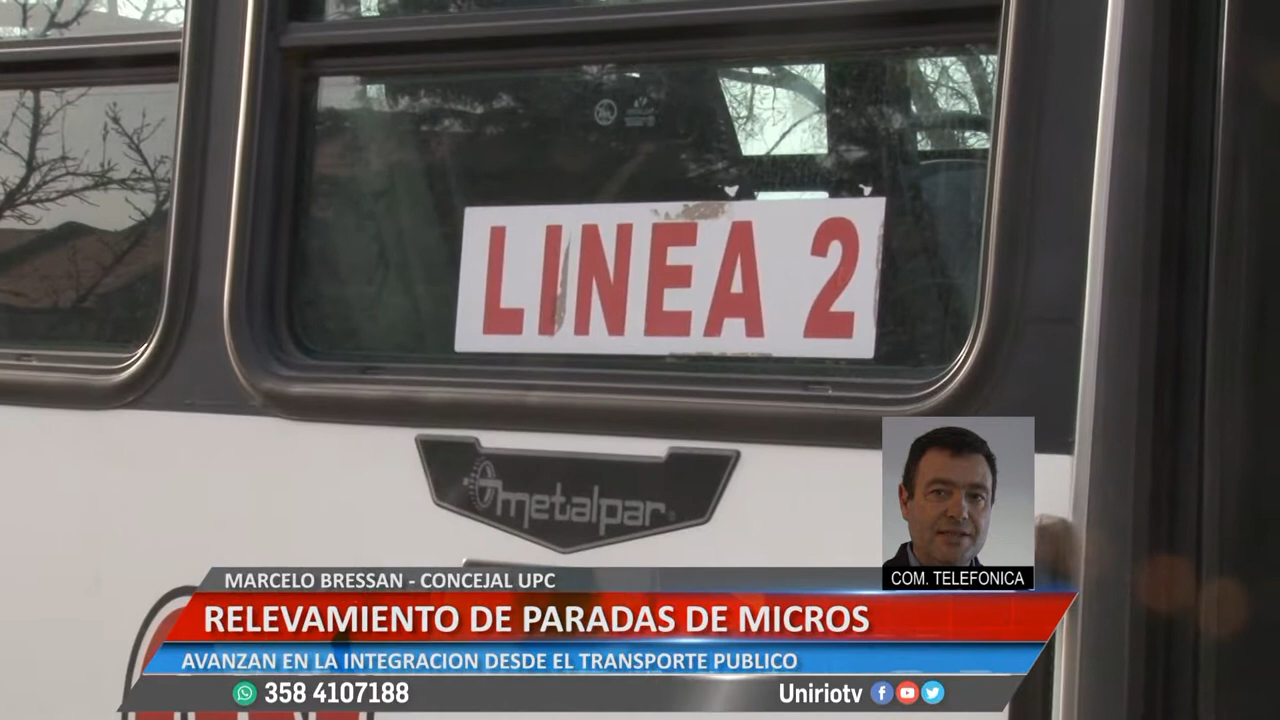 LINEA 2
metalpar
COM. TELEFONICA
MARCELO BRESSAN - CONCEJAL UPC
RELEVAMIENTO DE PARADAS DE MICROS
AVANZAN EN LA INTEGRACION DESDE EL TRANSPORTE PUBLICO
358 4107188
Uniriotv